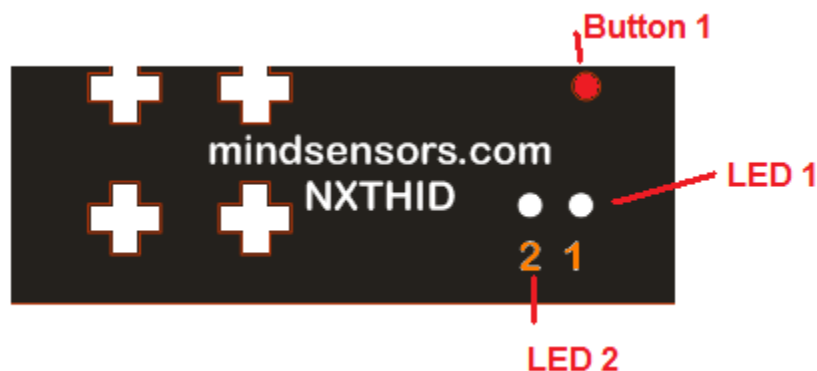 Button 1
mindsensors.com
NXTHID
LED 1
2 1
LED 2